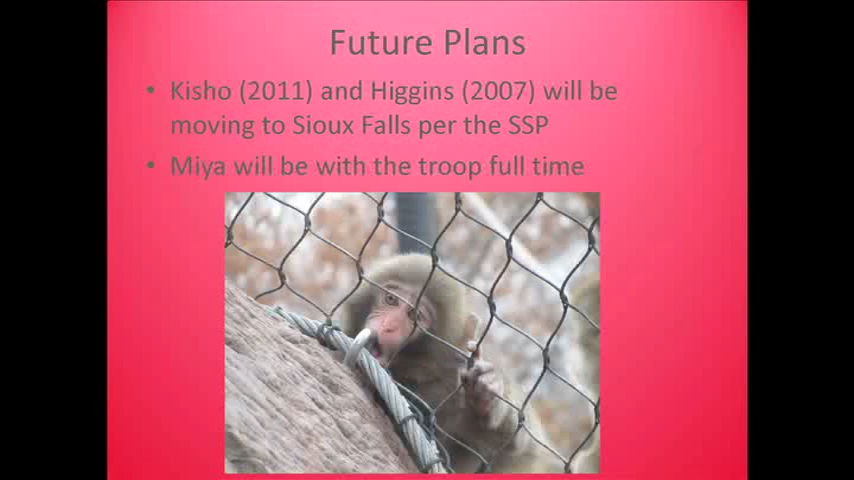 Future Plans
• Kisho (2011) and Higgins (2007) will be
moving to Sioux Falls per the SSP
• Miya will be with the troop full time